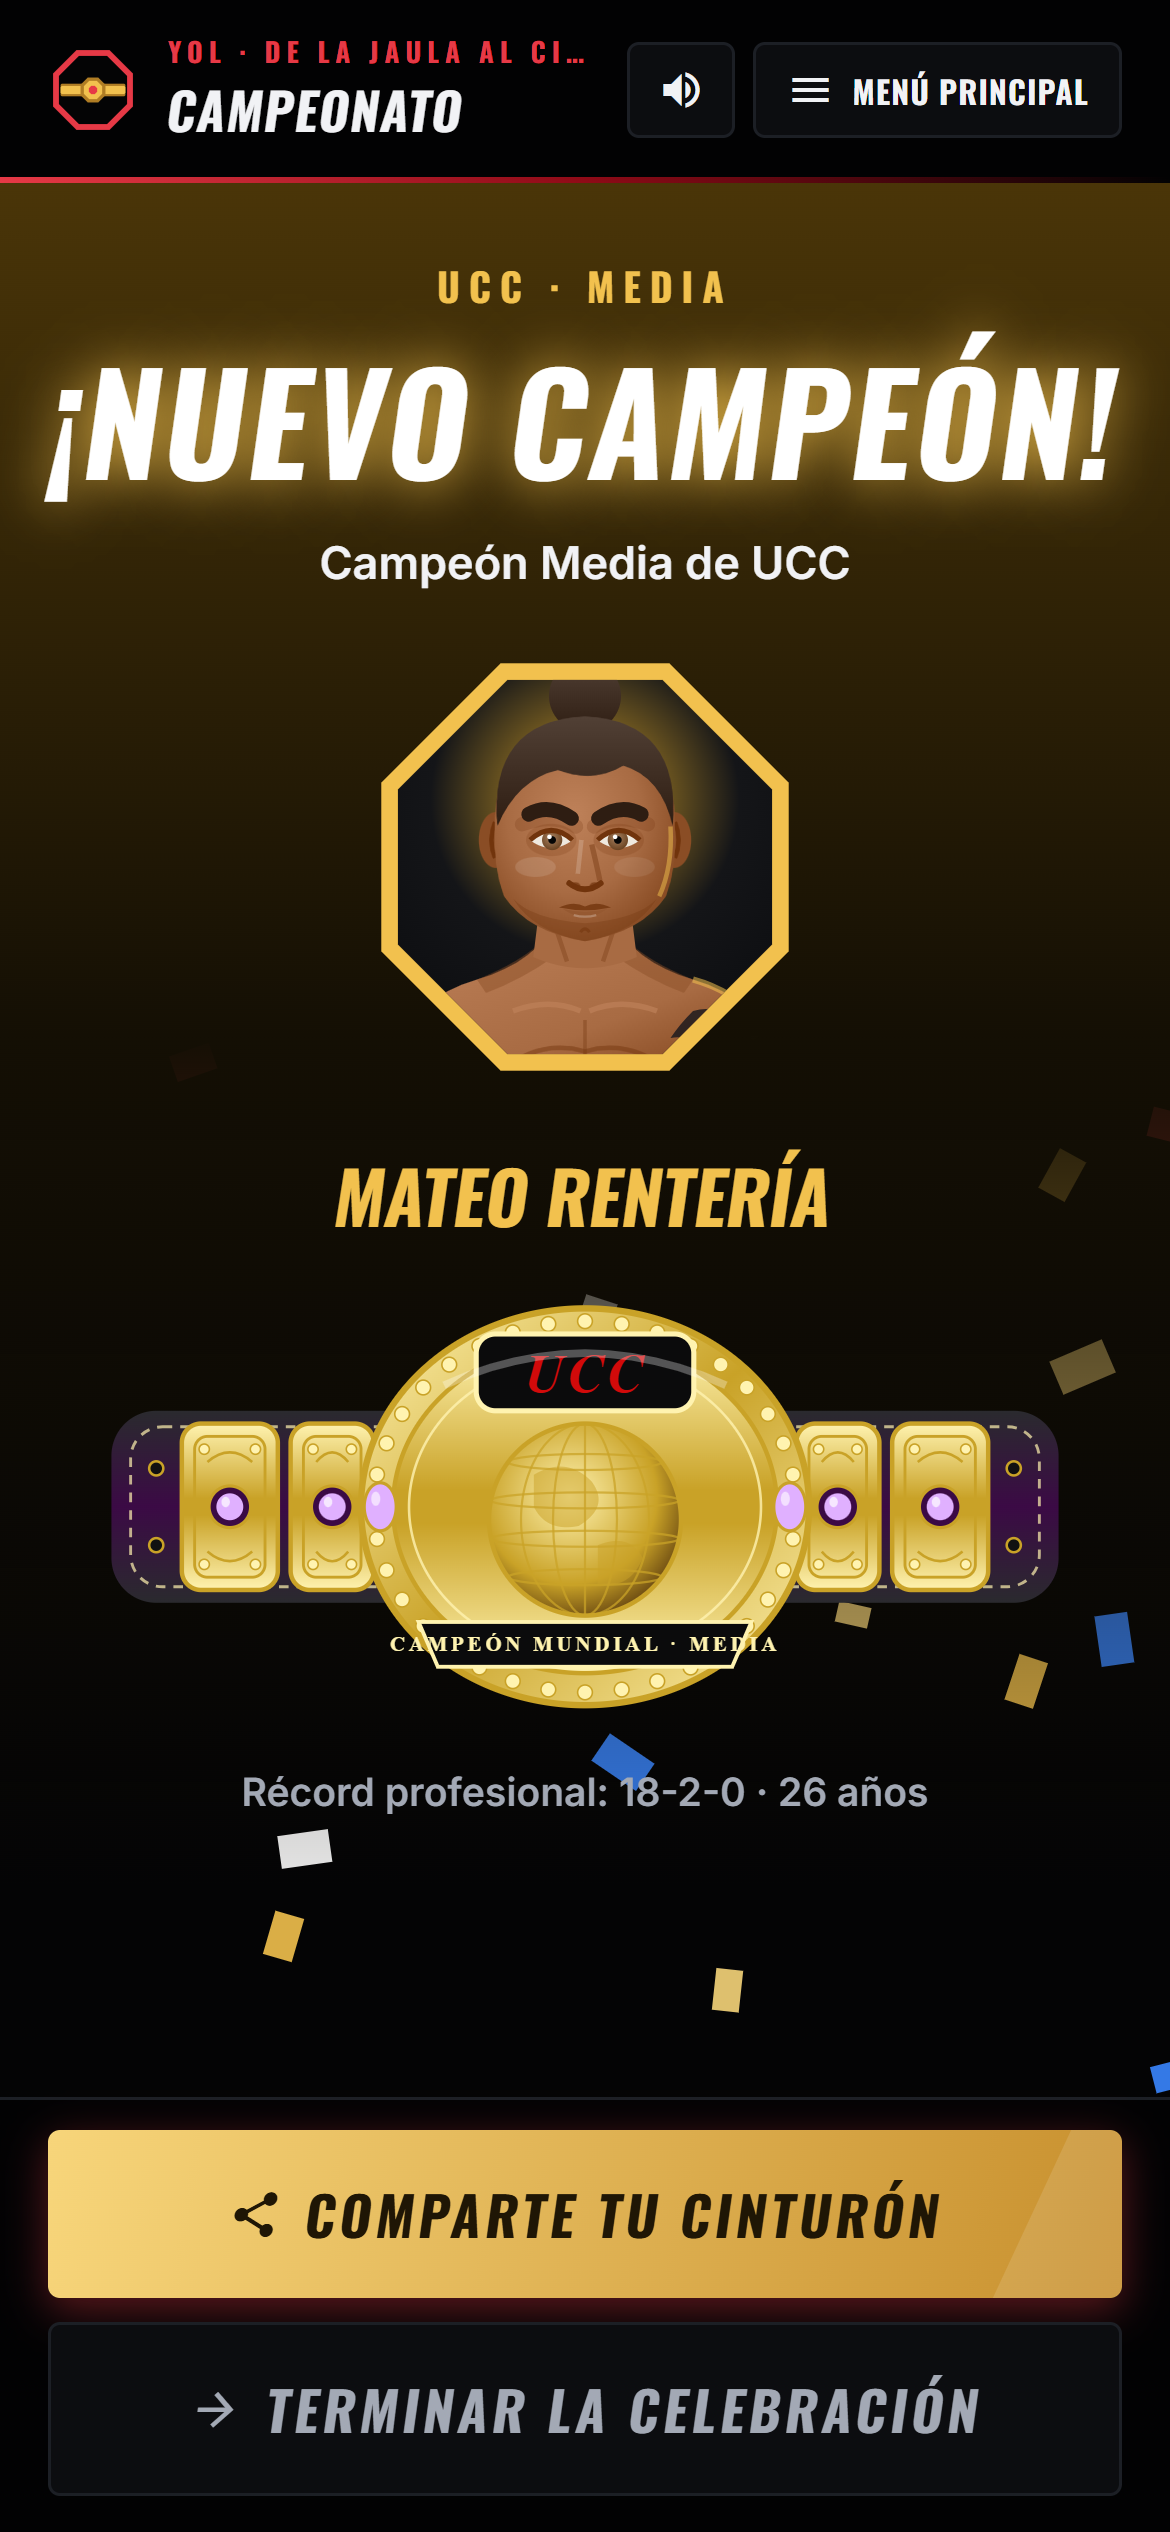 YOL · DE LA JAULA AL CI...
CAMPEONATO
MENÚ PRINCIPAL
UCC · MEDIA
¡NUEVO CAMPEÓN!
Campeón Media de UCC
MATEO RENTERÍA
UCC
CAMPEÓN MUNDIAL · MEDIA
Récord profesional: 18-2-0 · 26 años
COMPARTE TU CINTURÓN
TERMINAR LA CELEBRACIÓN